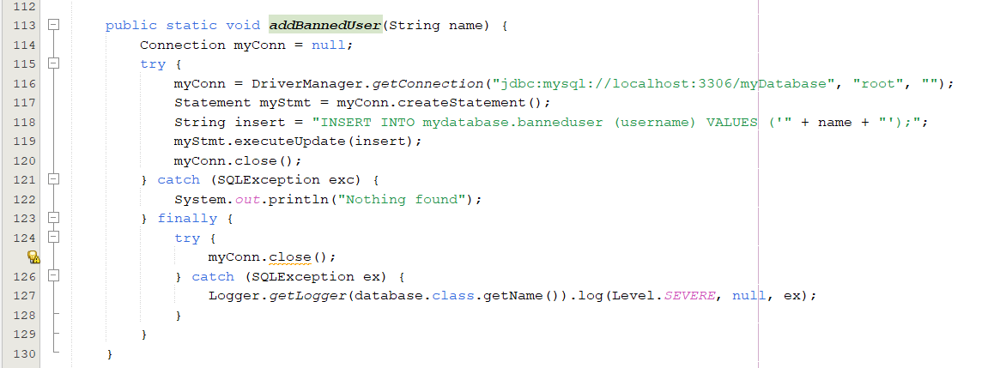 112
113 public static void addBannedUser(String name) {
114 Connection myConn = null;
115 try {
116 myConn = DriverManager.getConnection("jdbc:mysql://localhost:3306/myDatabase", "root", "");
117 Statement myStmt = myConn.createStatement();
118 String insert = "INSERT INTO mydatabase.banneduser (username) VALUES ('" + name + "');";
119 myStmt.executeUpdate(insert);
120 myConn.close();
121 } catch (SQLException exc) {
122 System.out.println("Nothing found");
123 } finally {
124 try {
myConn.close();
126 } catch (SQLException ex) {
127 Logger.getLogger(database.class.getName()).log(Level.SEVERE, null, ex);
128 }
129 }
130 }